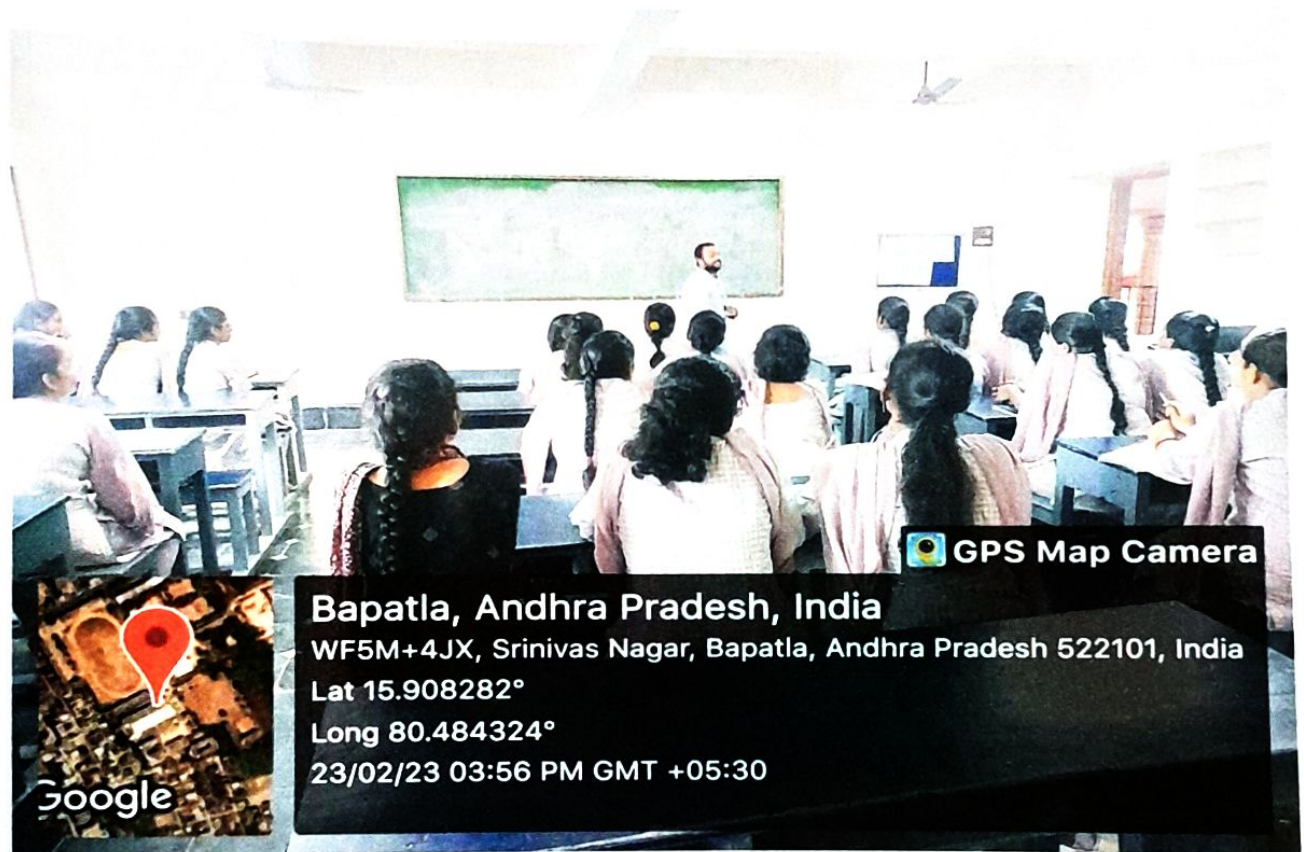 GPS Map Camera
Bapatla, Andhra Pradesh, India
WF5M+4JX, Srinivas Nagar, Bapatla, Andhra Pradesh 522101, India
Lat 15.908282°
Long 80.484324°
23/02/23 03:56 PM GMT +05:30
Google